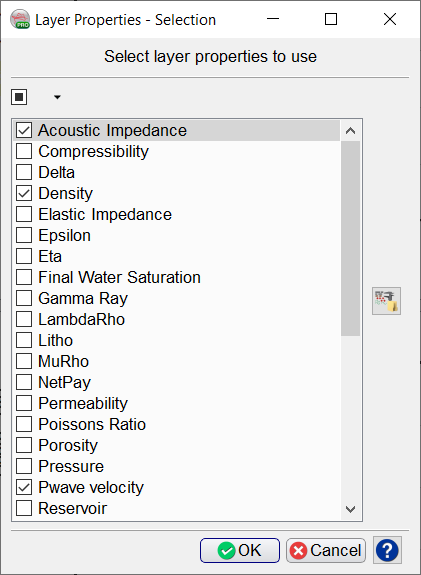 Layer Properties - Selection
Select layer properties to use
Acoustic Impedance
Compressibility
Delta
Density
Elastic Impedance
Epsilon
Eta
Final Water Saturation
Gamma Ray
LambdaRho
Litho
MuRho
NetPay
Permeability
Poissons Ratio
Porosity
Pressure
Pwave velocity
Reservoir
OK Cancel ?